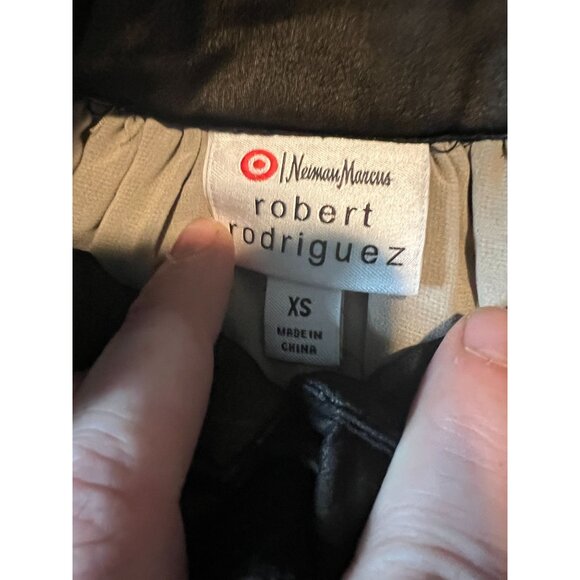 | Neiman Marcus
robert
rodriguez
XS
MADE IN
CHINA